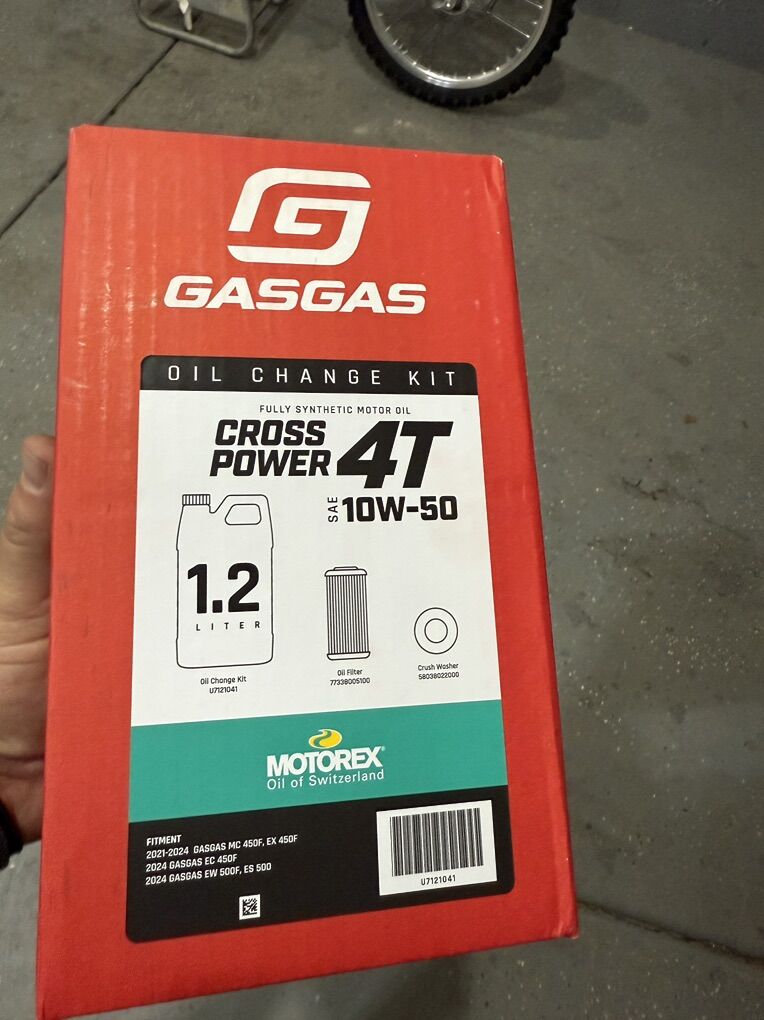 GASGAS
OIL CHANGE KIT
FULLY SYNTHETIC MOTOR OIL
CROSS
POWER 4T
SAE 10W-50
1.2
LITER
Oil Change Kit
U7121041
Oil Filter
77338005100
Crush Washer
58038022000
MOTOREX®
Oil of Switzerland
FITMENT
2021-2024 GASGAS MC 450F, EX 450F
2024 GASGAS EC 450F
2024 GASGAS EW 500F, ES 500
U7121041